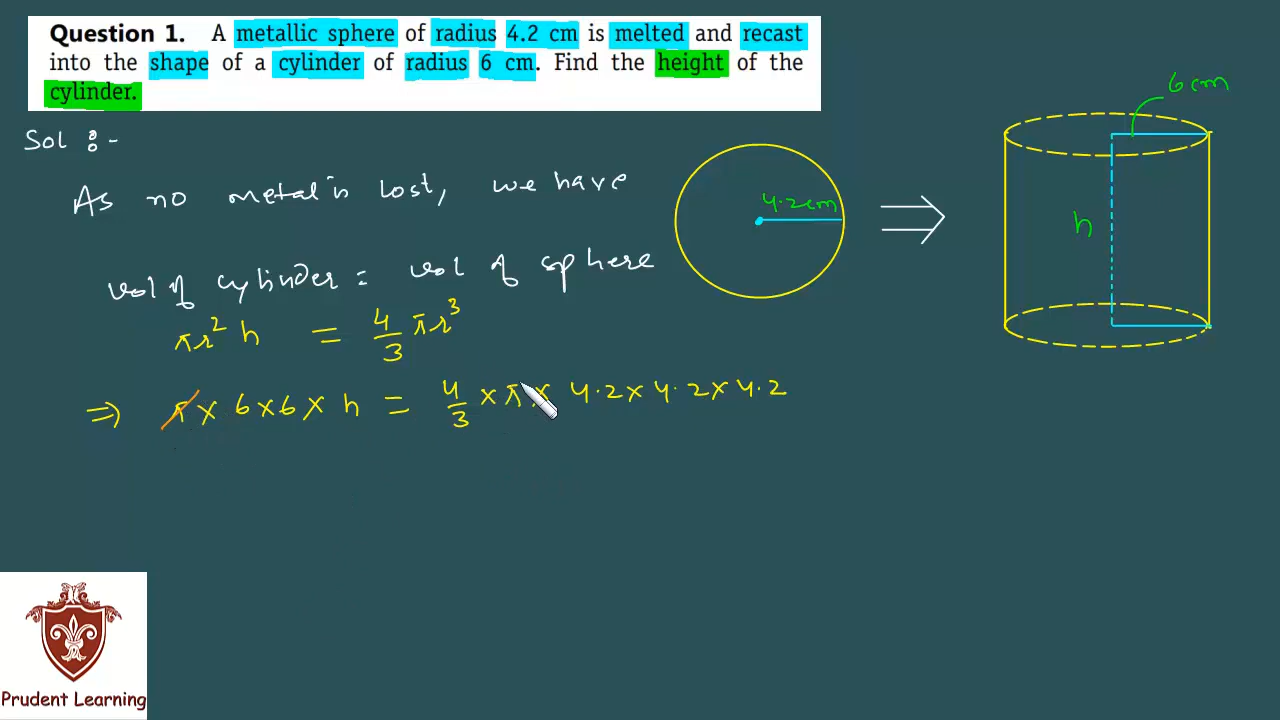 Question 1. A metallic sphere of radius 4.2 cm is melted and recast
into the shape of a cylinder of radius 6 cm. Find the height of the
cylinder.
Sol :-
As no metal is lost, we have
vol of cylinder = vol of sphere
πr² h = 4/3 πr³
⇒ π × 6 × 6 × h = 4/3 × π × 4.2 × 4.2 × 4.2
4.2cm
6cm
h
Prudent Learning